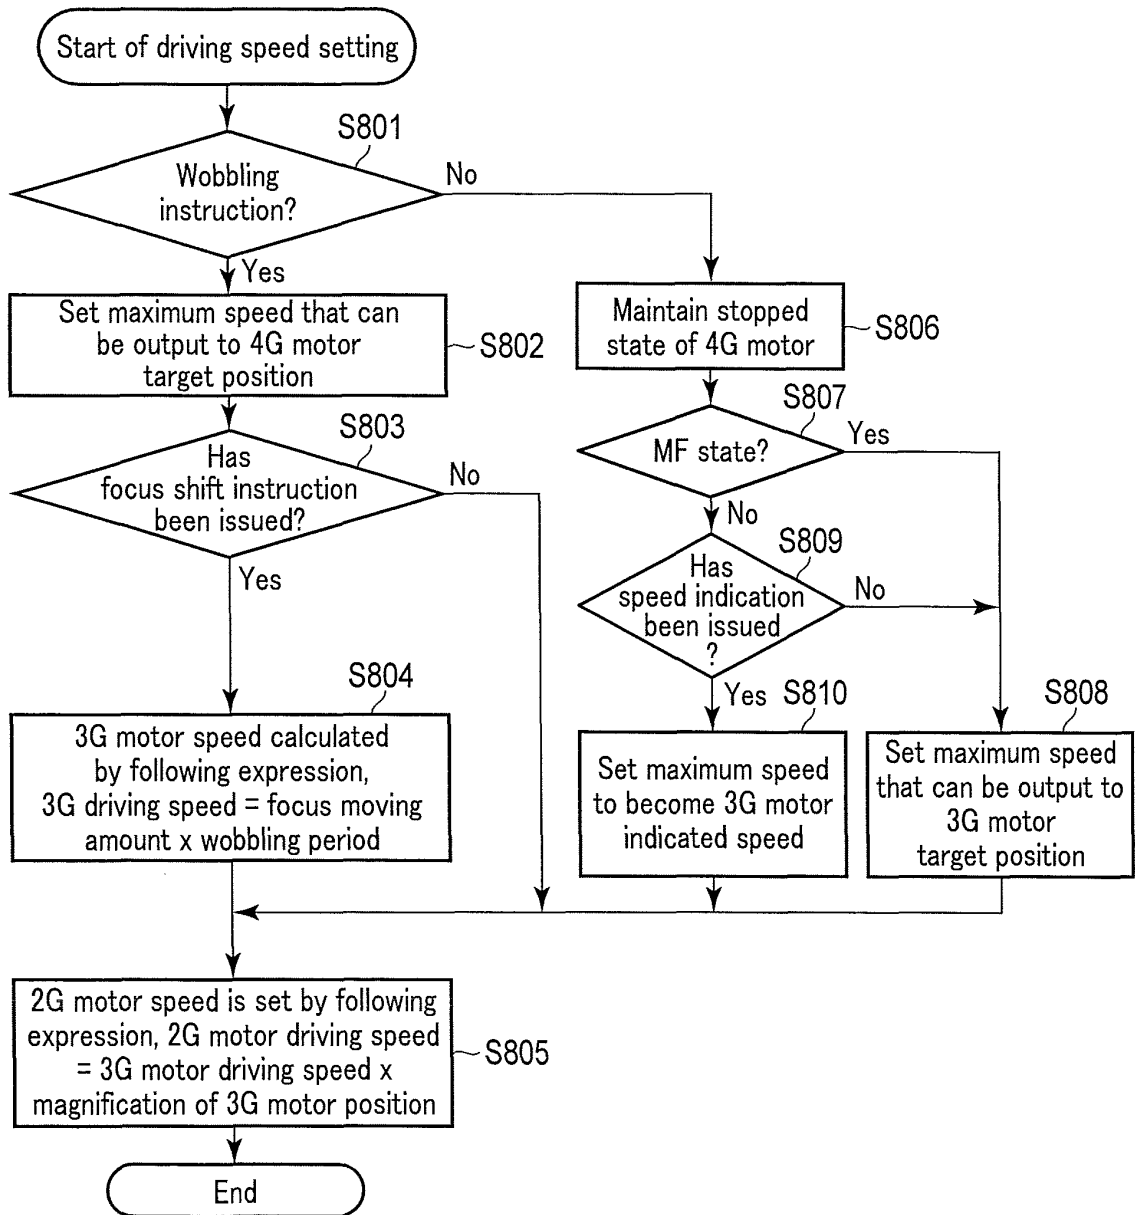 Start of driving speed setting
S801
Wobbling
instruction?
No
Yes
Set maximum speed that can
be output to 4G motor
target position
S802
S803
Has
focus shift instruction
been issued?
No
Yes
S804
3G motor speed calculated
by following expression,
3G driving speed = focus moving
amount x wobbling period
Maintain stopped
state of 4G motor
S806
S807
MF state?
Yes
No
S809
Has
speed indication
been issued
?
No
Yes
S810
Set maximum speed
to become 3G motor
indicated speed
S808
Set maximum speed
that can be output to
3G motor
target position
2G motor speed is set by following
expression, 2G motor driving speed
= 3G motor driving speed x
magnification of 3G motor position
S805
End